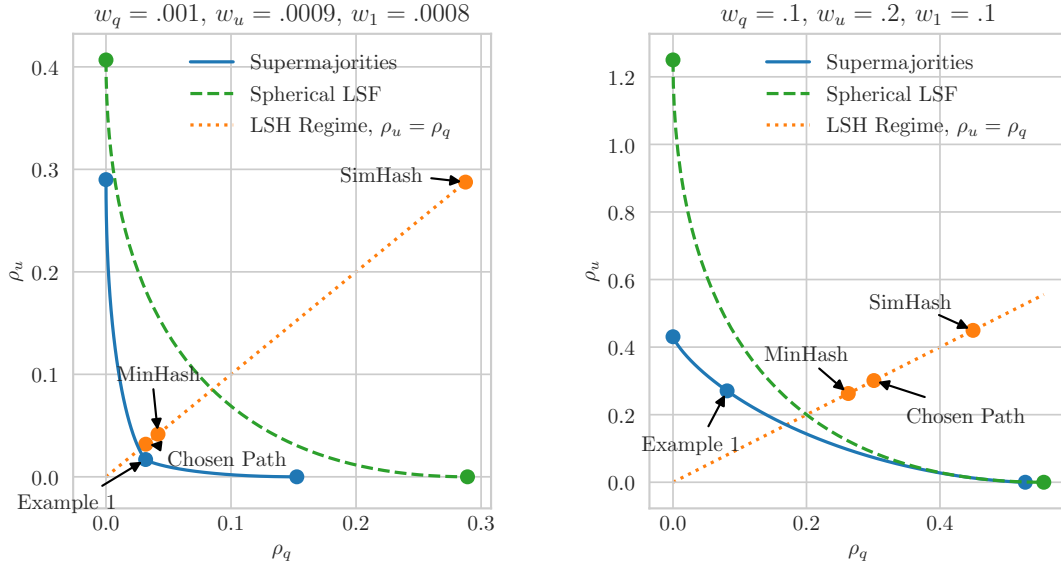 w_q = .001, w_u = .0009, w_1 = .0008
Supermajorities
Spherical LSF
LSH Regime, ρ_u = ρ_q
SimHash
MinHash
Chosen Path
Example 1
0.4
0.3
0.2
0.1
0.0
ρ_u
0.0 0.1 0.2 0.3
ρ_q
w_q = .1, w_u = .2, w_1 = .1
Supermajorities
Spherical LSF
LSH Regime, ρ_u = ρ_q
SimHash
MinHash
Chosen Path
Example 1
1.2
1.0
0.8
0.6
0.4
0.2
0.0
ρ_u
0.0 0.2 0.4
ρ_q